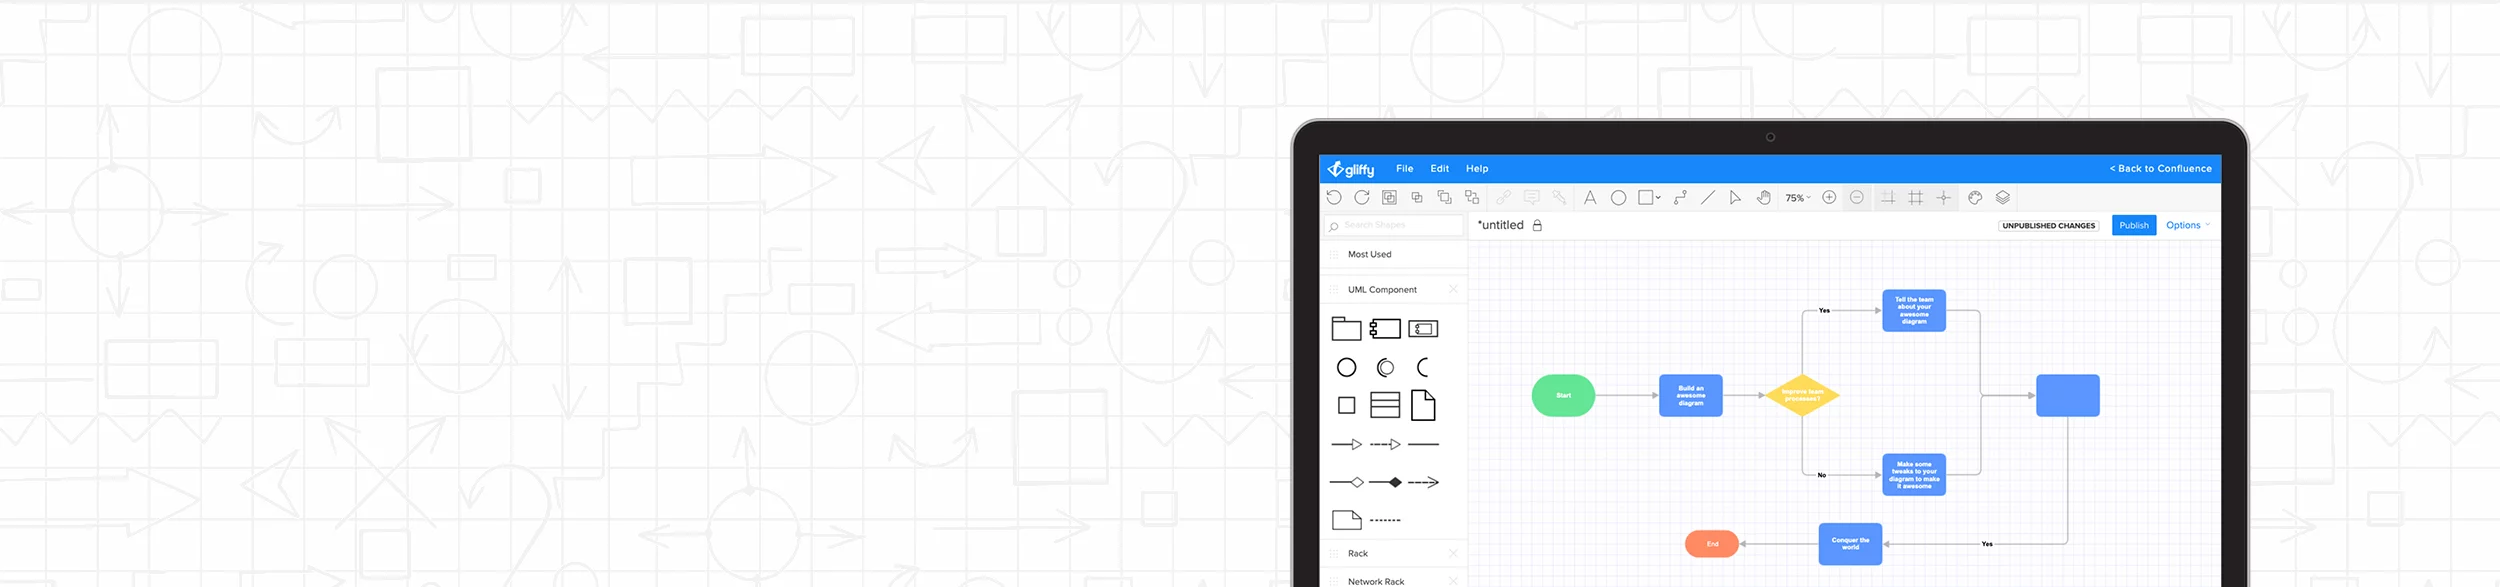 gliffy File Edit Help < Back to Confluence
75%
Search Shapes
*untitled UNPUBLISHED CHANGES Publish Options
Most Used
UML Component
Yes
Tell the team
about your
awesome
diagram
Start
Build an
awesome
diagram
Improve team
processes?
No
Make some
tweaks to your
diagram to make
it awesome
End
Conquer the
world
Yes
Rack
Network Rack